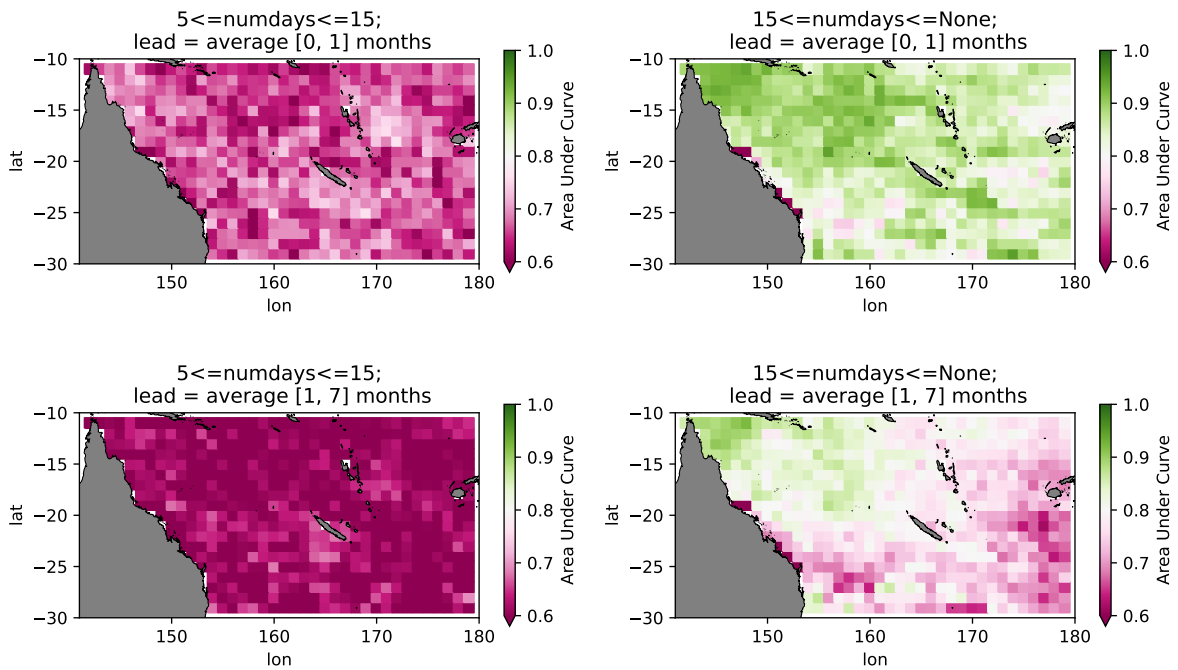 5<=numdays<=15;
lead = average [0, 1] months
−10
−15
−20
−25
−30
lat
150
160
170
180
lon
1.0
0.9
0.8
0.7
0.6
Area Under Curve
15<=numdays<=None;
lead = average [0, 1] months
−10
−15
−20
−25
−30
lat
150
160
170
180
lon
1.0
0.9
0.8
0.7
0.6
Area Under Curve
5<=numdays<=15;
lead = average [1, 7] months
−10
−15
−20
−25
−30
lat
150
160
170
180
lon
1.0
0.9
0.8
0.7
0.6
Area Under Curve
15<=numdays<=None;
lead = average [1, 7] months
−10
−15
−20
−25
−30
lat
150
160
170
180
lon
1.0
0.9
0.8
0.7
0.6
Area Under Curve